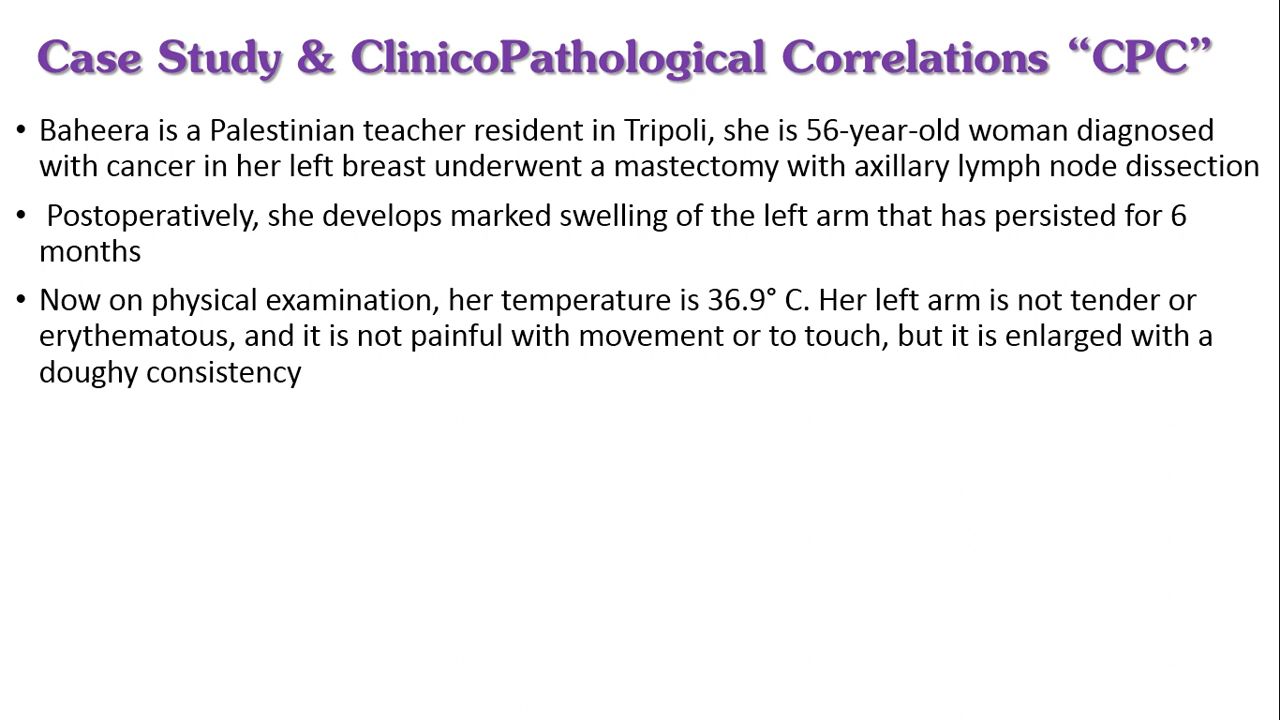 Case Study & ClinicoPathological Correlations “CPC”
• Baheera is a Palestinian teacher resident in Tripoli, she is 56-year-old woman diagnosed
with cancer in her left breast underwent a mastectomy with axillary lymph node dissection
• Postoperatively, she develops marked swelling of the left arm that has persisted for 6
months
• Now on physical examination, her temperature is 36.9° C. Her left arm is not tender or
erythematous, and it is not painful with movement or to touch, but it is enlarged with a
doughy consistency